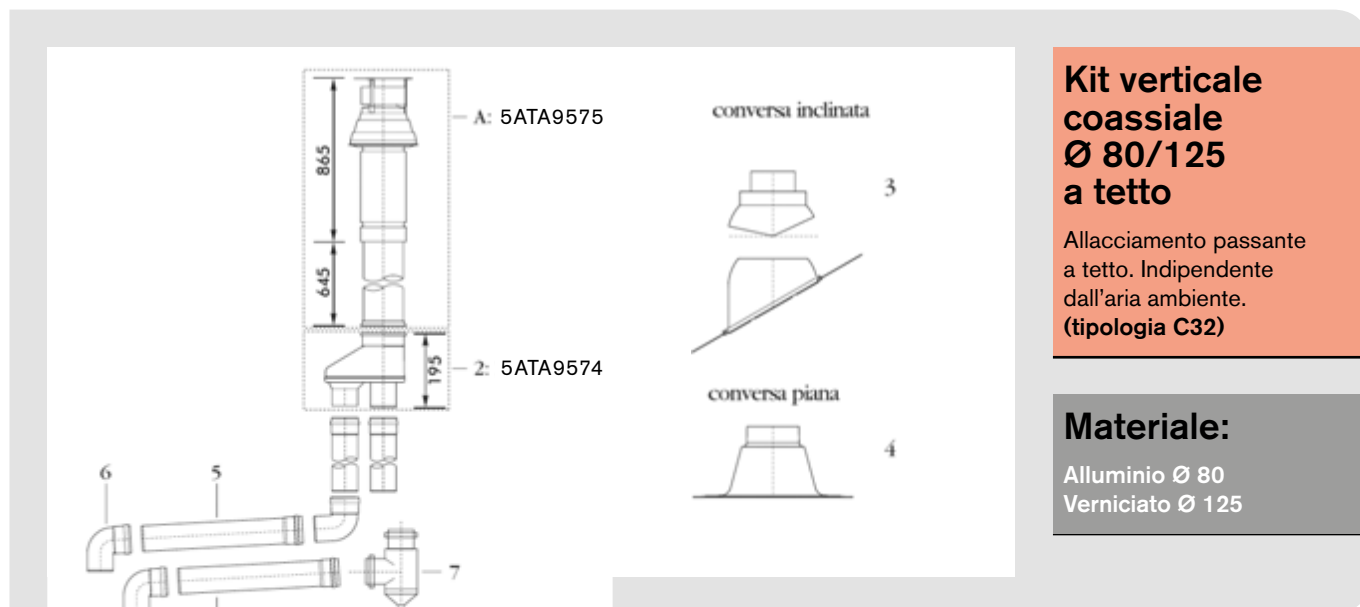 A: 5ATA9575
865
645
2: 5ATA9574
195
6
5
7
conversa inclinata
3
conversa piana
4
Kit verticale
coassiale
Ø 80/125
a tetto
Allacciamento passante
a tetto. Indipendente
dall'aria ambiente.
(tipologia C32)
Materiale:
Alluminio Ø 80
Verniciato Ø 125